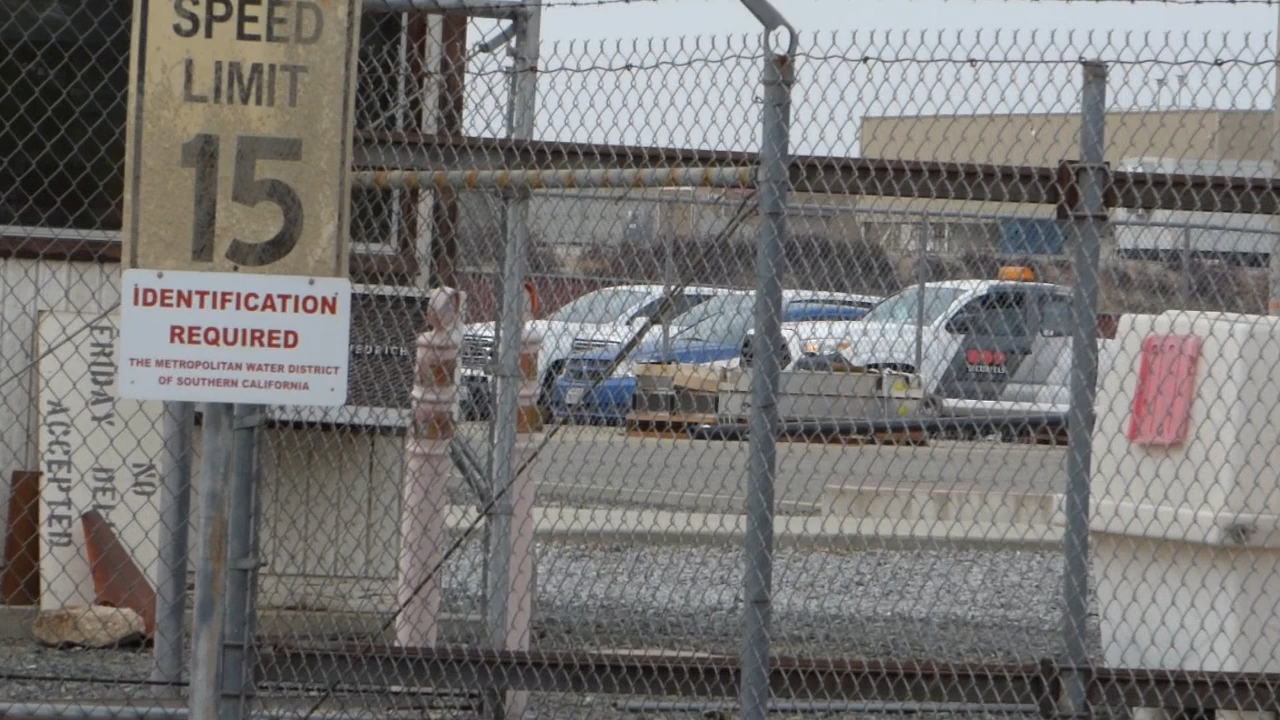 SPEED
LIMIT
15
IDENTIFICATION
REQUIRED
THE METROPOLITAN WATER DISTRICT
OF SOUTHERN CALIFORNIA
FRIDAY
NO
ACCEPTED